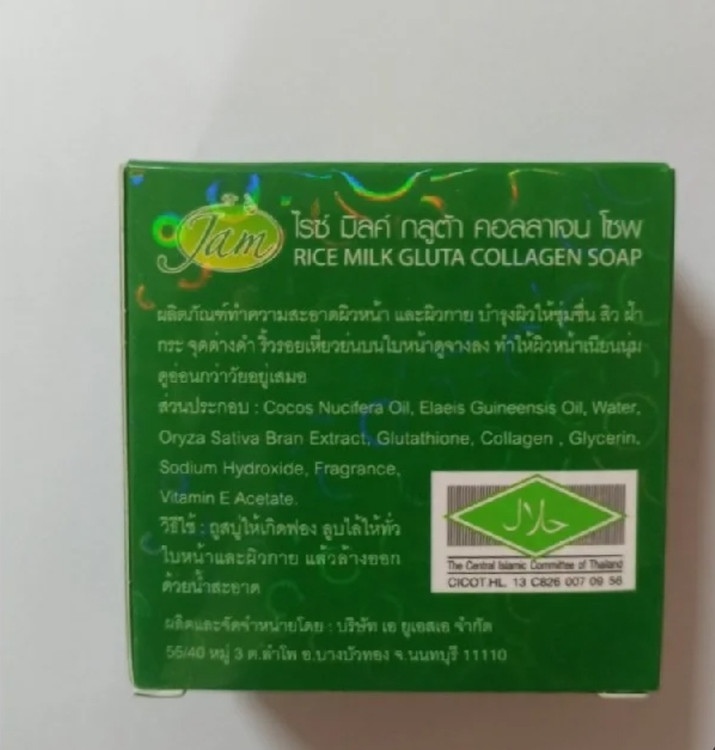 Jam
ไรซ์ มิลค์ กลูต้า คอลลาเจน โซพ
RICE MILK GLUTA COLLAGEN SOAP
ผลิตภัณฑ์ทำความสะอาดผิวหน้า และผิวกาย บำรุงผิวให้ชุ่มชื่น สิว ฝ้า
กระ จุดด่างดำ ริ้วรอยเหี่ยวย่นบนใบหน้าดูจางลง ทำให้ผิวหน้าเนียนนุ่ม
ดูอ่อนกว่าวัยอยู่เสมอ
ส่วนประกอบ : Cocos Nucifera Oil, Elaeis Guineensis Oil, Water,
Oryza Sativa Bran Extract, Glutathione, Collagen , Glycerin,
Sodium Hydroxide, Fragrance,
Vitamin E Acetate.
วิธีใช้ : ถูสบู่ให้เกิดฟอง ลูบไล้ให้ทั่ว
ใบหน้าและผิวกาย แล้วล้างออก
ด้วยน้ำสะอาด
حلال
The Central Islamic Committee of Thailand
CICOT.HL. 13 C826 007 09 56
ผลิตและจัดจำหน่ายโดย : บริษัท เอ ยูเอสเอ จำกัด
55/40 หมู่ 3 ต.ลำโพ อ.บางบัวทอง จ.นนทบุรี 11110